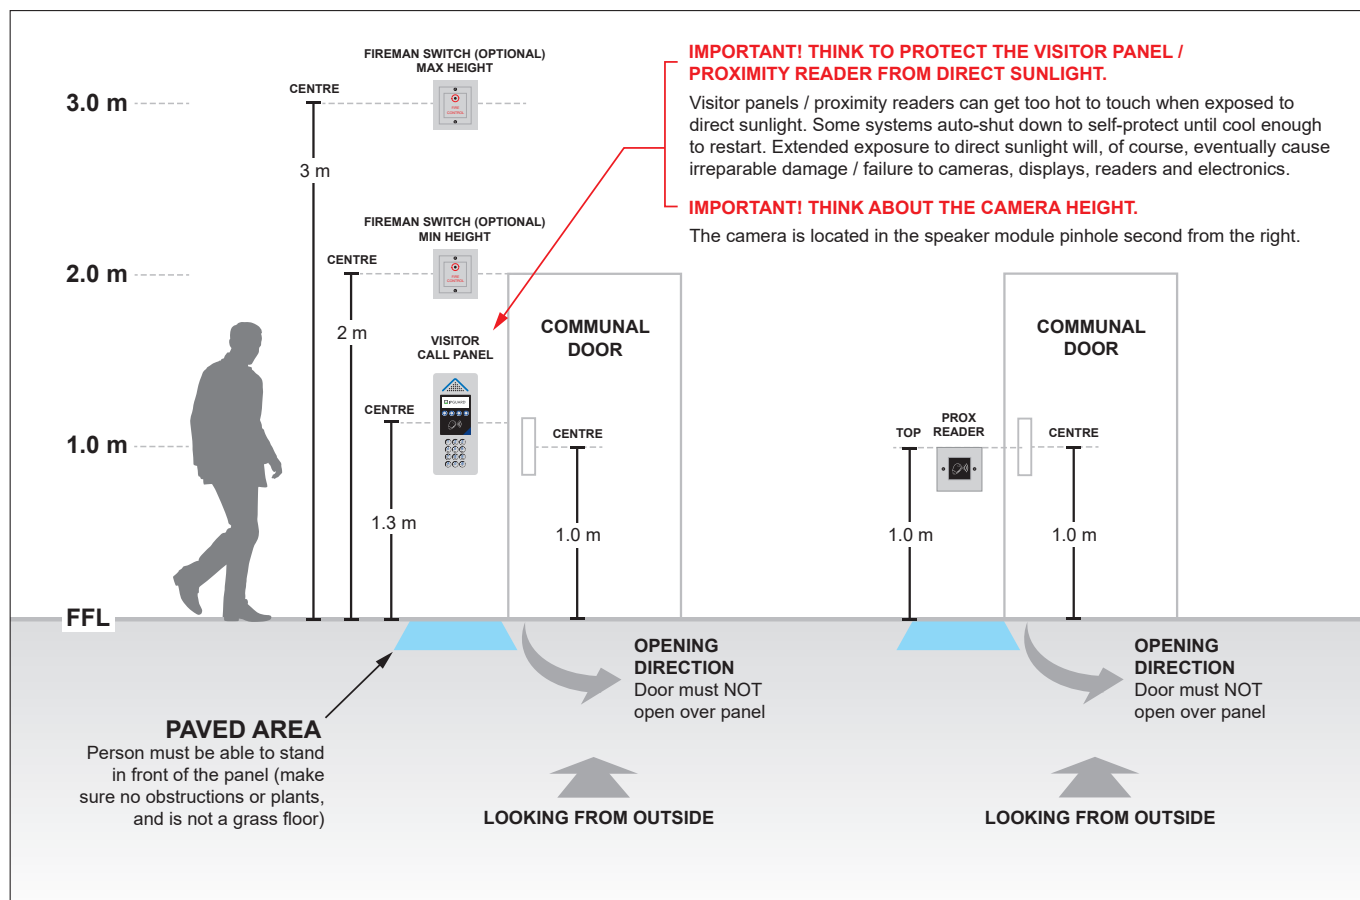 FIREMAN SWITCH (OPTIONAL)
MAX HEIGHT
CENTRE
3.0 m
3 m
FIRE
CONTROL
IMPORTANT! THINK TO PROTECT THE VISITOR PANEL /
PROXIMITY READER FROM DIRECT SUNLIGHT.
Visitor panels / proximity readers can get too hot to touch when exposed to
direct sunlight. Some systems auto-shut down to self-protect until cool enough
to restart. Extended exposure to direct sunlight will, of course, eventually cause
irreparable damage / failure to cameras, displays, readers and electronics.
IMPORTANT! THINK ABOUT THE CAMERA HEIGHT.
The camera is located in the speaker module pinhole second from the right.
FIREMAN SWITCH (OPTIONAL)
MIN HEIGHT
CENTRE
2.0 m
2 m
FIRE
CONTROL
VISITOR
CALL PANEL
COMMUNAL
DOOR
COMMUNAL
DOOR
CENTRE
CENTRE
1.0 m
1.3 m
1.0 m
TOP
PROX
READER
CENTRE
1.0 m
1.0 m
FFL
OPENING
DIRECTION
Door must NOT
open over panel
OPENING
DIRECTION
Door must NOT
open over panel
PAVED AREA
Person must be able to stand
in front of the panel (make
sure no obstructions or plants,
and is not a grass floor)
LOOKING FROM OUTSIDE
LOOKING FROM OUTSIDE